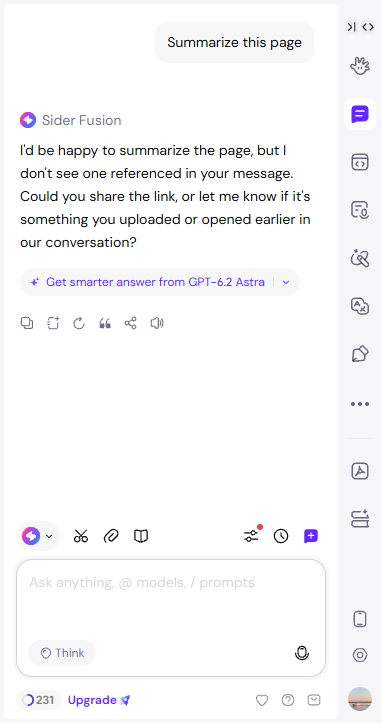 Summarize this page
Sider Fusion
I'd be happy to summarize the page, but I
don't see one referenced in your message.
Could you share the link, or let me know if it's
something you uploaded or opened earlier in
our conversation?
Get smarter answer from GPT-6.2 Astra
Ask anything, @ models, / prompts
Think
231
Upgrade